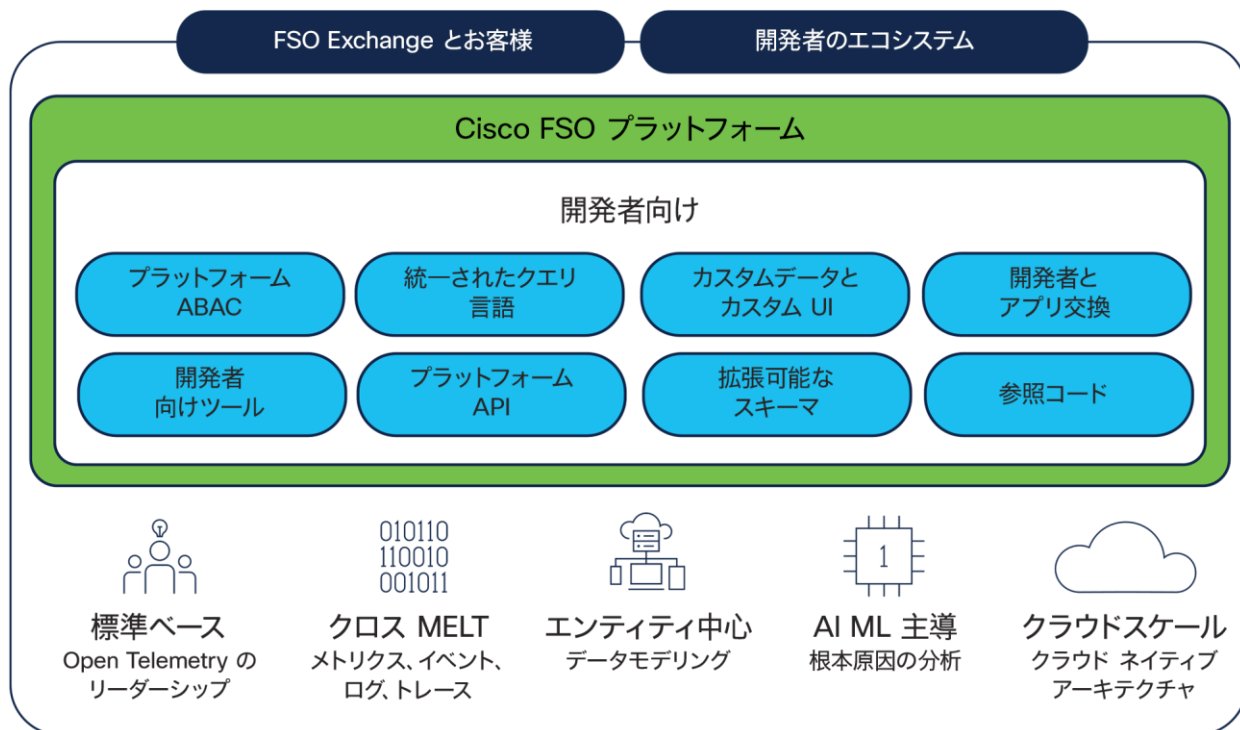 FSO Exchange とお客様
開発者のエコシステム
Cisco FSO プラットフォーム
開発者向け
プラットフォーム
ABAC
統一されたクエリ
言語
カスタムデータと
カスタム UI
開発者と
アプリ交換
開発者
向けツール
プラットフォーム
API
拡張可能な
スキーマ
参照コード
010110
110010
001011
1
標準ベース
Open Telemetry の
リーダーシップ
クロス MELT
メトリクス、イベント、
ログ、トレース
エンティティ中心
データモデリング
AI ML 主導
根本原因の分析
クラウドスケール
クラウド ネイティブ
アーキテクチャ